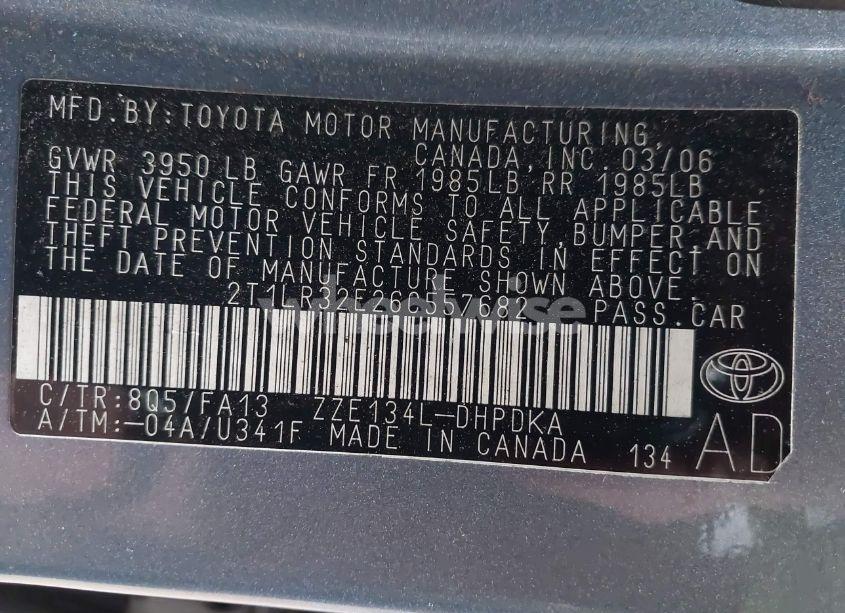 MFD. BY: TOYOTA MOTOR MANUFACTURING,
CANADA, INC. 03/06
GVWR 3950 LB GAWR FR 1985LB RR 1985LB
THIS VEHICLE CONFORMS TO ALL APPLICABLE
FEDERAL MOTOR VEHICLE SAFETY, BUMPER, AND
THEFT PREVENTION STANDARDS IN EFFECT ON
THE DATE OF MANUFACTURE SHOWN ABOVE.
2T1LR32E26C557682 PASS. CAR
wheelwise
C/TR: 8Q5/FA13 ZZE134L-DHPDKA
A/TM: -04A/U341F MADE IN CANADA 134
AD